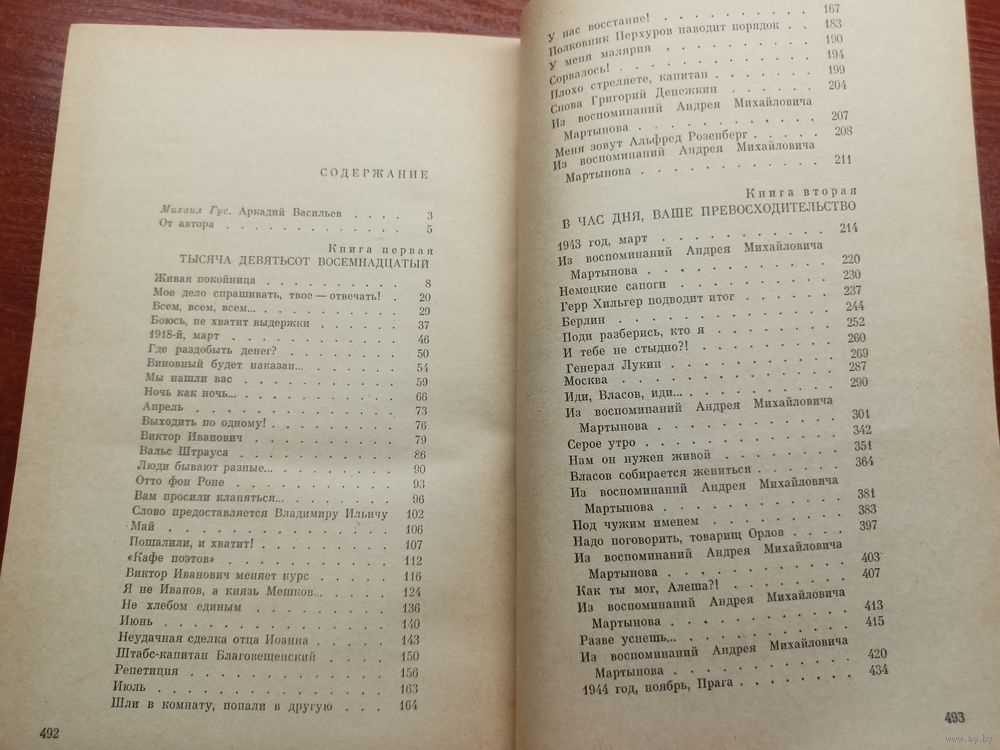 СОДЕРЖАНИЕ
Михаил Гус. Аркадий Васильев . . . . 3
От автора . . . . . . . . . . . . 5
Книга первая
ТЫСЯЧА ДЕВЯТЬСОТ ВОСЕМНАДЦАТЫЙ
Живая покойница . . . . . . . . . 8
Мое дело спрашивать, твое — отвечать! . 20
Всем, всем, всем... . . . . . . . . . 29
Боюсь, не хватит выдержки . . . . . . 37
1918-й, март . . . . . . . . . . . 46
Где раздобыть денег? . . . . . . . . 50
Виновный будет наказан... . . . . . . 54
Мы нашли вас . . . . . . . . . . 59
Ночь как ночь... . . . . . . . . . . 66
Апрель . . . . . . . . . . . . . 73
Выходить по одному! . . . . . . . . 76
Виктор Иванович . . . . . . . . . 79
Вальс Штрауса . . . . . . . . . . 86
Люди бывают разные... . . . . . . . 90
Отто фон Роне . . . . . . . . . . 93
Вам просили кланяться... . . . . . . 96
Слово предоставляется Владимиру Ильичу 102
Май . . . . . . . . . . . . . . 106
Пошалили, и хватит! . . . . . . . . 107
«Кафе поэтов» . . . . . . . . . . 112
Виктор Иванович меняет курс . . . . . 116
Я не Иванов, а князь Мешков... . . . . 124
Не хлебом единым . . . . . . . . . 136
Июнь . . . . . . . . . . . . . 140
Неудачная сделка отца Иоанна . . . . . 143
Штабс-капитан Благовещенский . . . . 150
Репетиция . . . . . . . . . . . . 156
Июль . . . . . . . . . . . . . . 163
Шли в комнату, попали в другую . . . . 164
492
У нас восстание! . . . . . . . . . 167
Полковник Перхуров наводит порядок . . 183
У меня малярия . . . . . . . . . . 190
Сорвалось! . . . . . . . . . . . . 194
Плохо стреляете, капитан . . . . . . . 199
Снова Григорий Денежкин . . . . . . 204
Из воспоминаний Андрея Михайловича
Мартынова . . . . . . . . . . . 207
Меня зовут Альфред Розенберг . . . . . 208
Из воспоминаний Андрея Михайловича
Мартынова . . . . . . . . . . . 211
Книга вторая
В ЧАС ДНЯ, ВАШЕ ПРЕВОСХОДИТЕЛЬСТВО
1943 год, март . . . . . . . . . . 214
Из воспоминаний Андрея Михайловича
Мартынова . . . . . . . . . . . 220
Немецкие сапоги . . . . . . . . . 230
Герр Хильгер подводит итог . . . . . . 237
Берлин . . . . . . . . . . . . . 244
Поди разберись, кто я . . . . . . . . 252
И тебе не стыдно?! . . . . . . . . . 260
Генерал Лукин . . . . . . . . . . 269
Москва . . . . . . . . . . . . . 287
Иди, Власов, иди... . . . . . . . . . 290
Из воспоминаний Андрея Михайловича
Мартынова . . . . . . . . . . . 301
Серое утро . . . . . . . . . . . . 342
Нам он нужен живой . . . . . . . . 351
Власов собирается жениться . . . . . . 364
Из воспоминаний Андрея Михайловича
Мартынова . . . . . . . . . . . 381
Под чужим именем . . . . . . . . . 383
Надо поговорить, товарищ Орлов . . . . 397
Из воспоминаний Андрея Михайловича
Мартынова . . . . . . . . . . . 403
Как ты мог, Алеша?! . . . . . . . . 407
Из воспоминаний Андрея Михайловича
Мартынова . . . . . . . . . . . 413
Разве успешь... . . . . . . . . . . 415
Из воспоминаний Андрея Михайловича
Мартынова . . . . . . . . . . . 420
1944 год, ноябрь, Прага . . . . . . . 434
493
www.ay.by